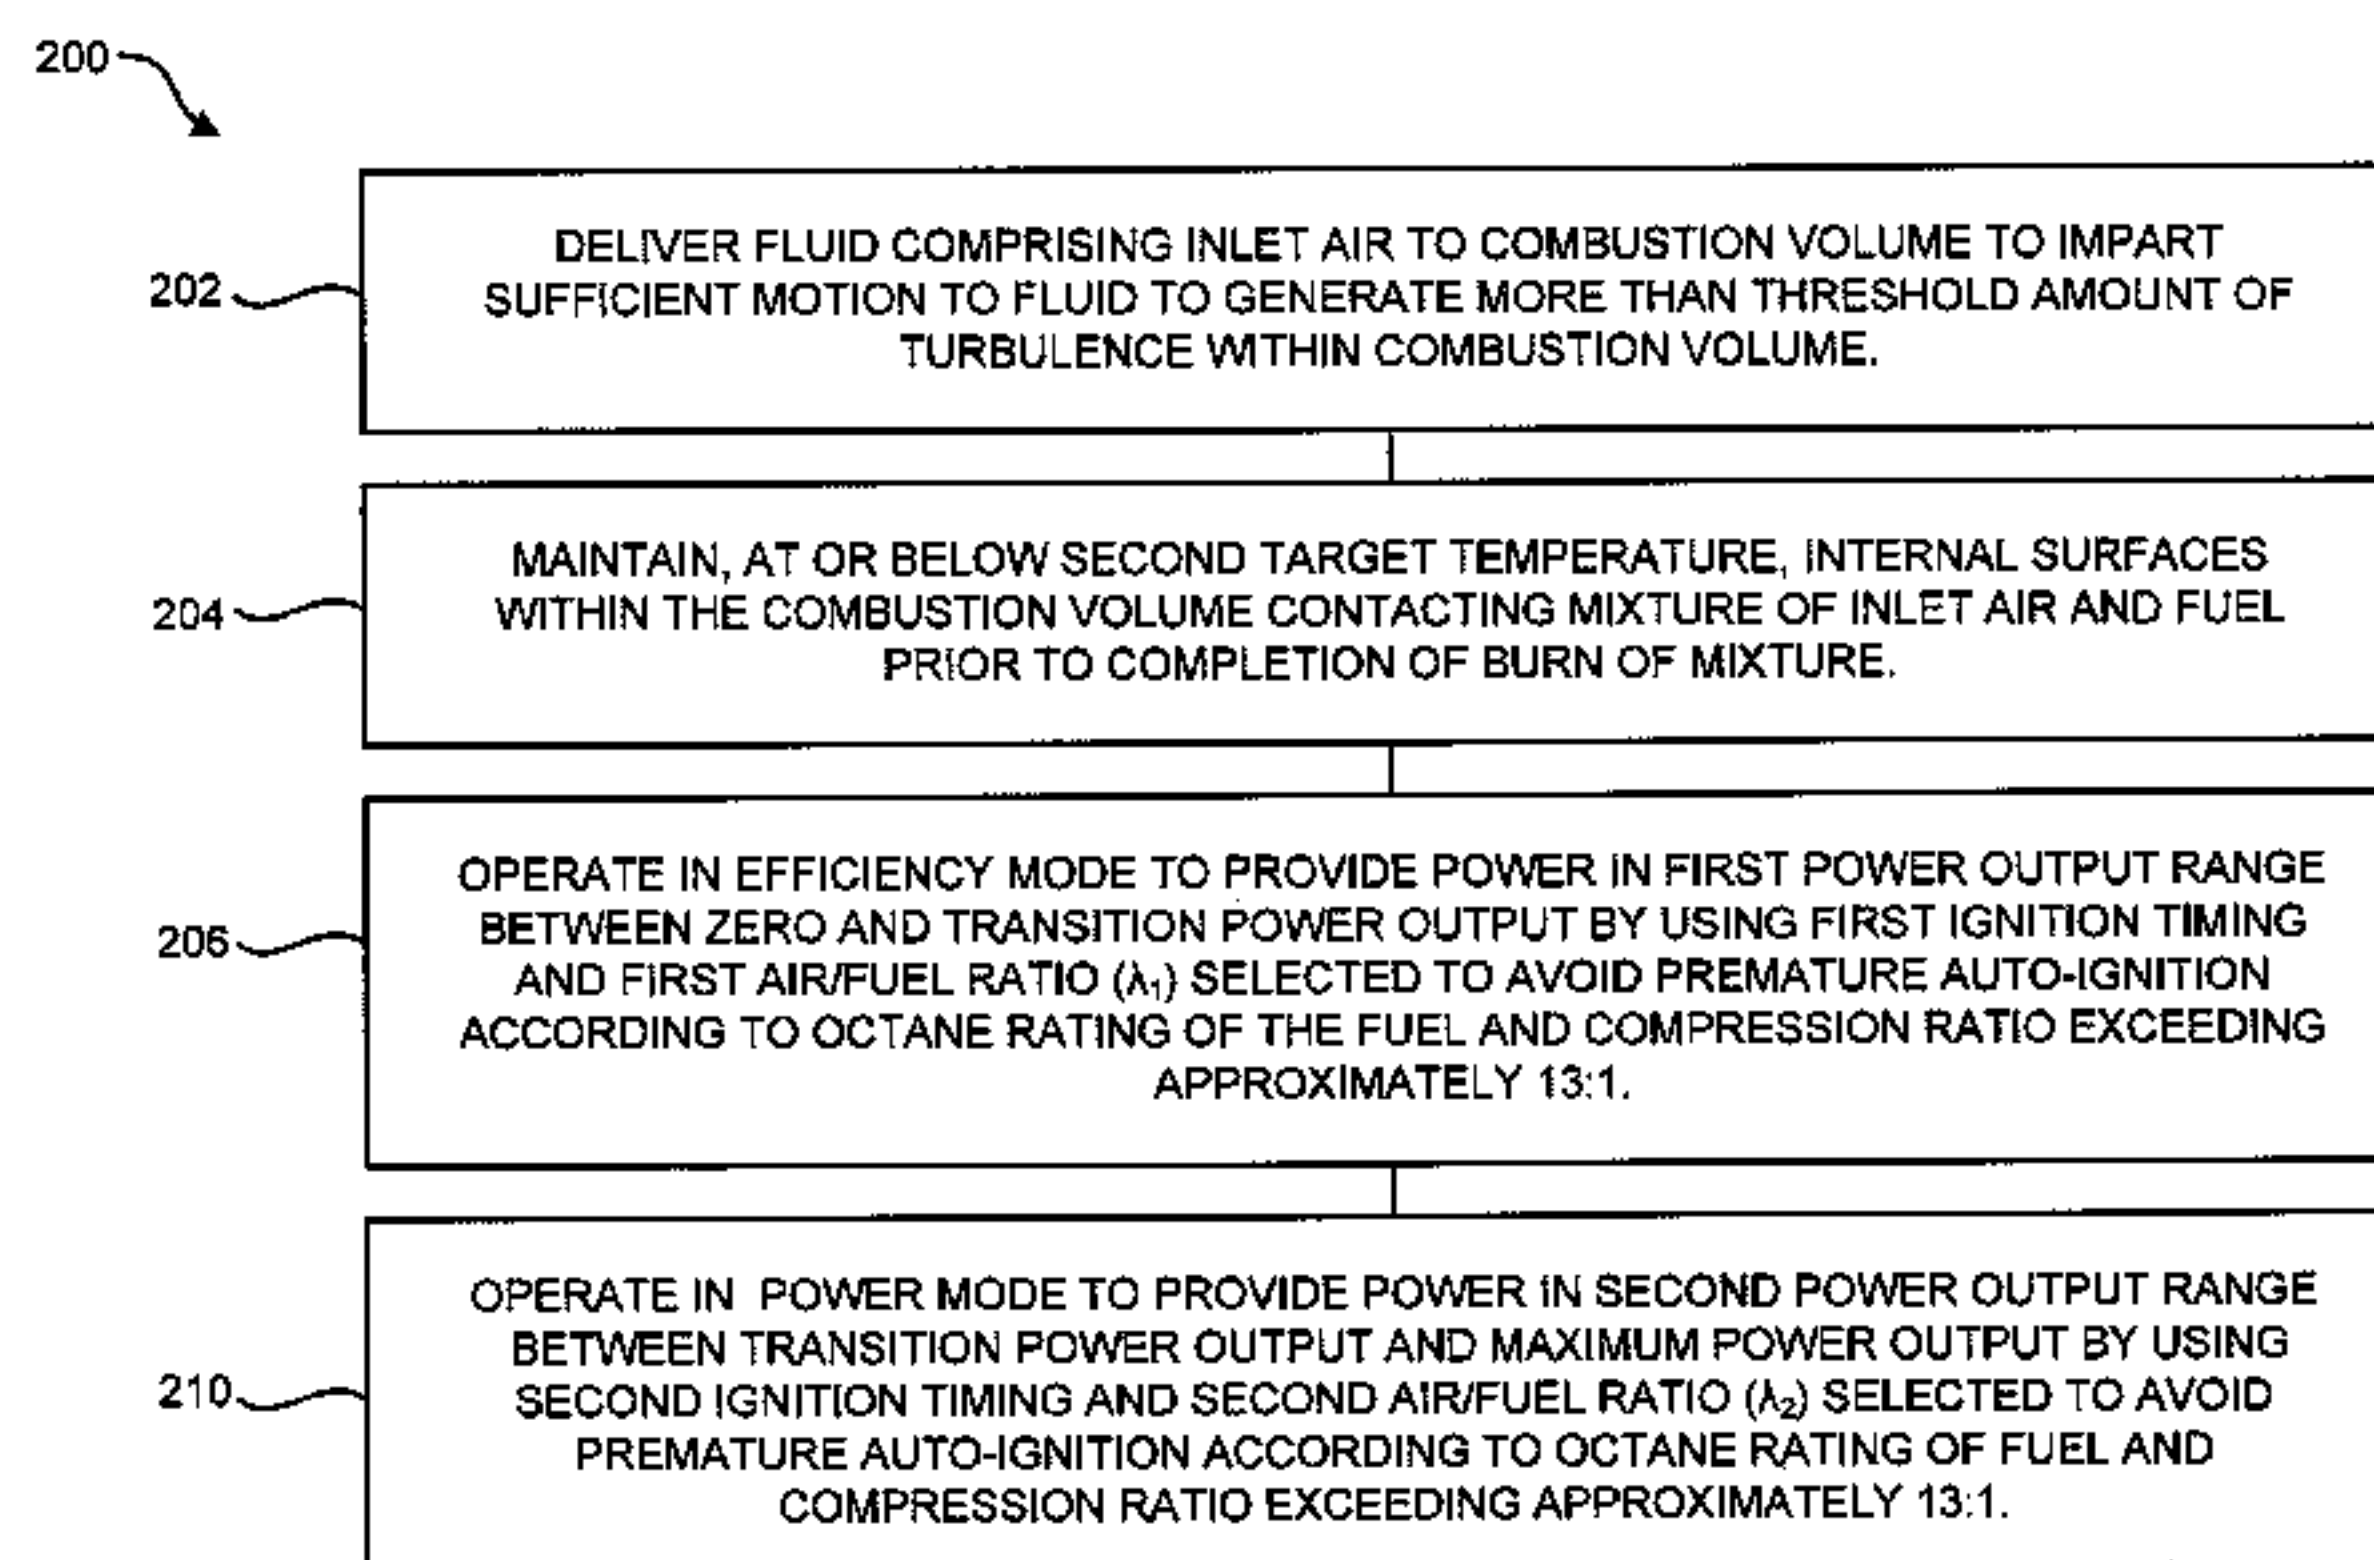 200
202
DELIVER FLUID COMPRISING INLET AIR TO COMBUSTION VOLUME TO IMPART
SUFFICIENT MOTION TO FLUID TO GENERATE MORE THAN THRESHOLD AMOUNT OF
TURBULENCE WITHIN COMBUSTION VOLUME.
204
MAINTAIN, AT OR BELOW SECOND TARGET TEMPERATURE, INTERNAL SURFACES
WITHIN THE COMBUSTION VOLUME CONTACTING MIXTURE OF INLET AIR AND FUEL
PRIOR TO COMPLETION OF BURN OF MIXTURE.
206
OPERATE IN EFFICIENCY MODE TO PROVIDE POWER IN FIRST POWER OUTPUT RANGE
BETWEEN ZERO AND TRANSITION POWER OUTPUT BY USING FIRST IGNITION TIMING
AND FIRST AIR/FUEL RATIO (λ₁) SELECTED TO AVOID PREMATURE AUTO-IGNITION
ACCORDING TO OCTANE RATING OF THE FUEL AND COMPRESSION RATIO EXCEEDING
APPROXIMATELY 13:1.
210
OPERATE IN POWER MODE TO PROVIDE POWER IN SECOND POWER OUTPUT RANGE
BETWEEN TRANSITION POWER OUTPUT AND MAXIMUM POWER OUTPUT BY USING
SECOND IGNITION TIMING AND SECOND AIR/FUEL RATIO (λ₂) SELECTED TO AVOID
PREMATURE AUTO-IGNITION ACCORDING TO OCTANE RATING OF FUEL AND
COMPRESSION RATIO EXCEEDING APPROXIMATELY 13:1.